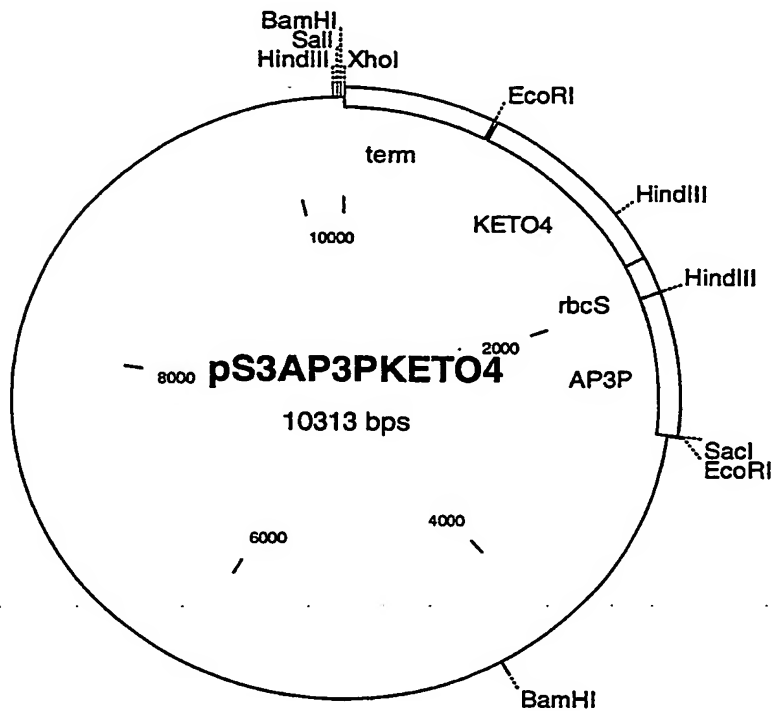 BamHI
SalI
HindIII XhoI
EcoRI
term
HindIII
KETO4
10000
HindIII
rbcS
2000
pS3AP3PKETO4
8000
AP3P
10313 bps
SacI
EcoRI
4000
6000
BamHI